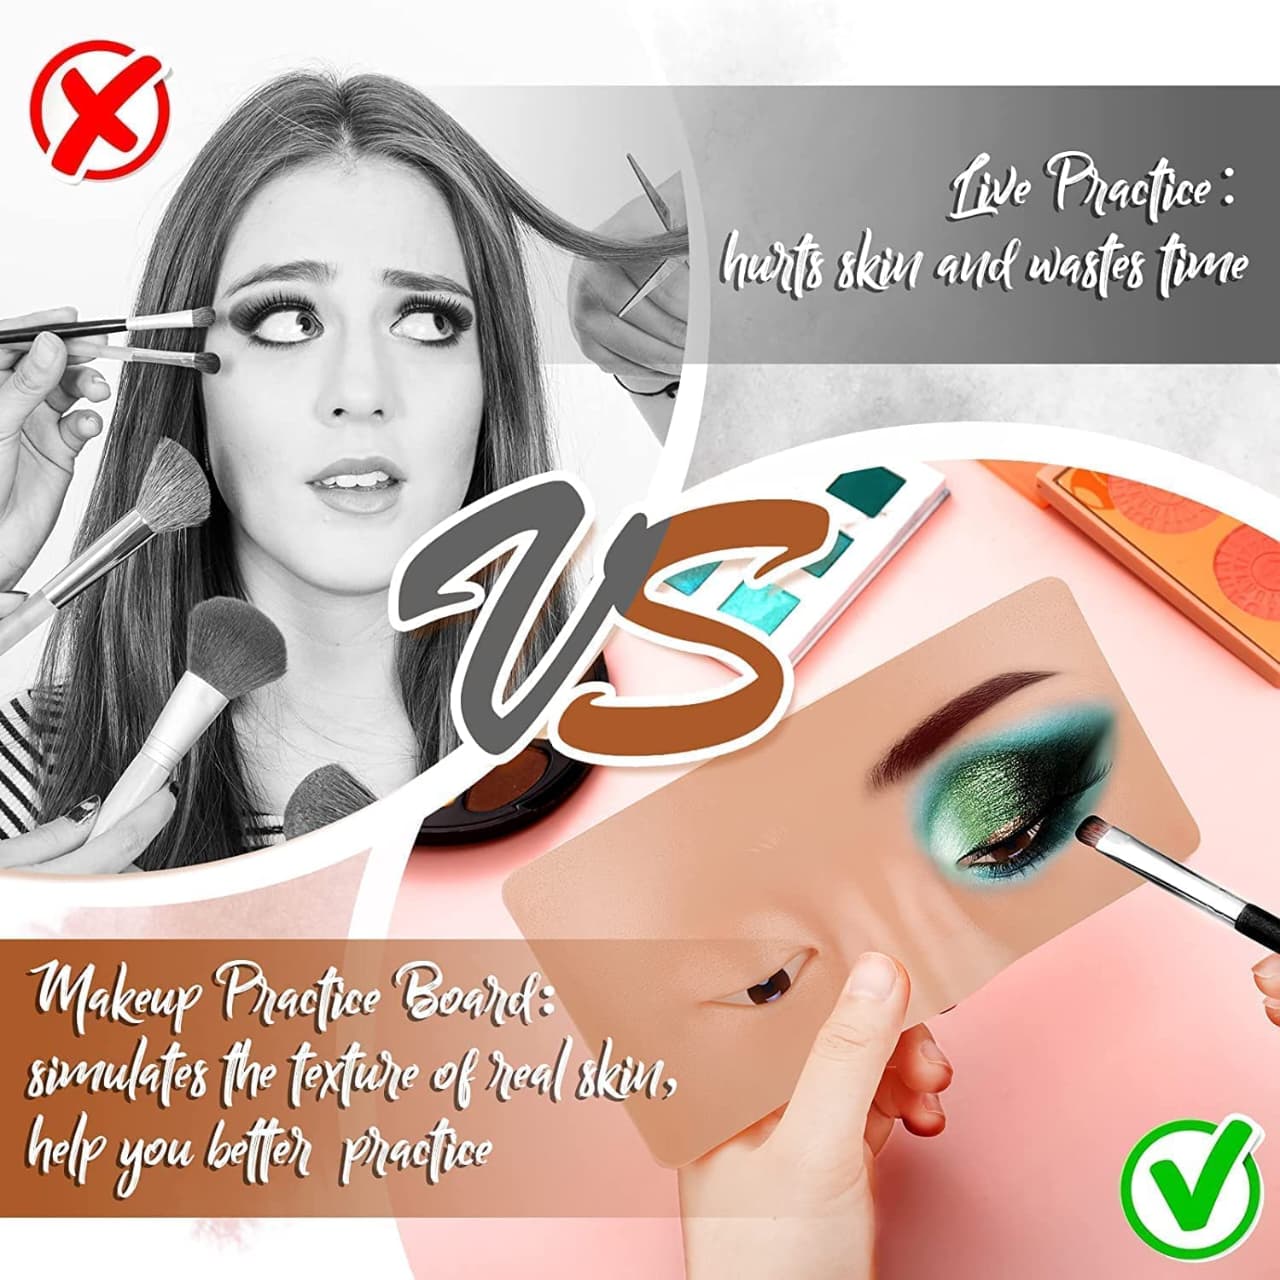 Live Practice:
hurts skin and wastes time
VS
Makeup Practice Board:
simulates the texture of real skin,
help you better practice